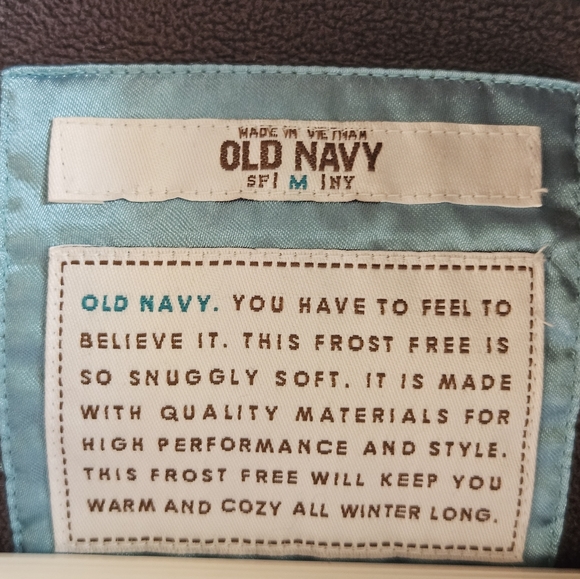 MADE IN VIETNAM
OLD NAVY
SF| M |NY
OLD NAVY. YOU HAVE TO FEEL TO
BELIEVE IT. THIS FROST FREE IS
SO SNUGGLY SOFT. IT IS MADE
WITH QUALITY MATERIALS FOR
HIGH PERFORMANCE AND STYLE.
THIS FROST FREE WILL KEEP YOU
WARM AND COZY ALL WINTER LONG.